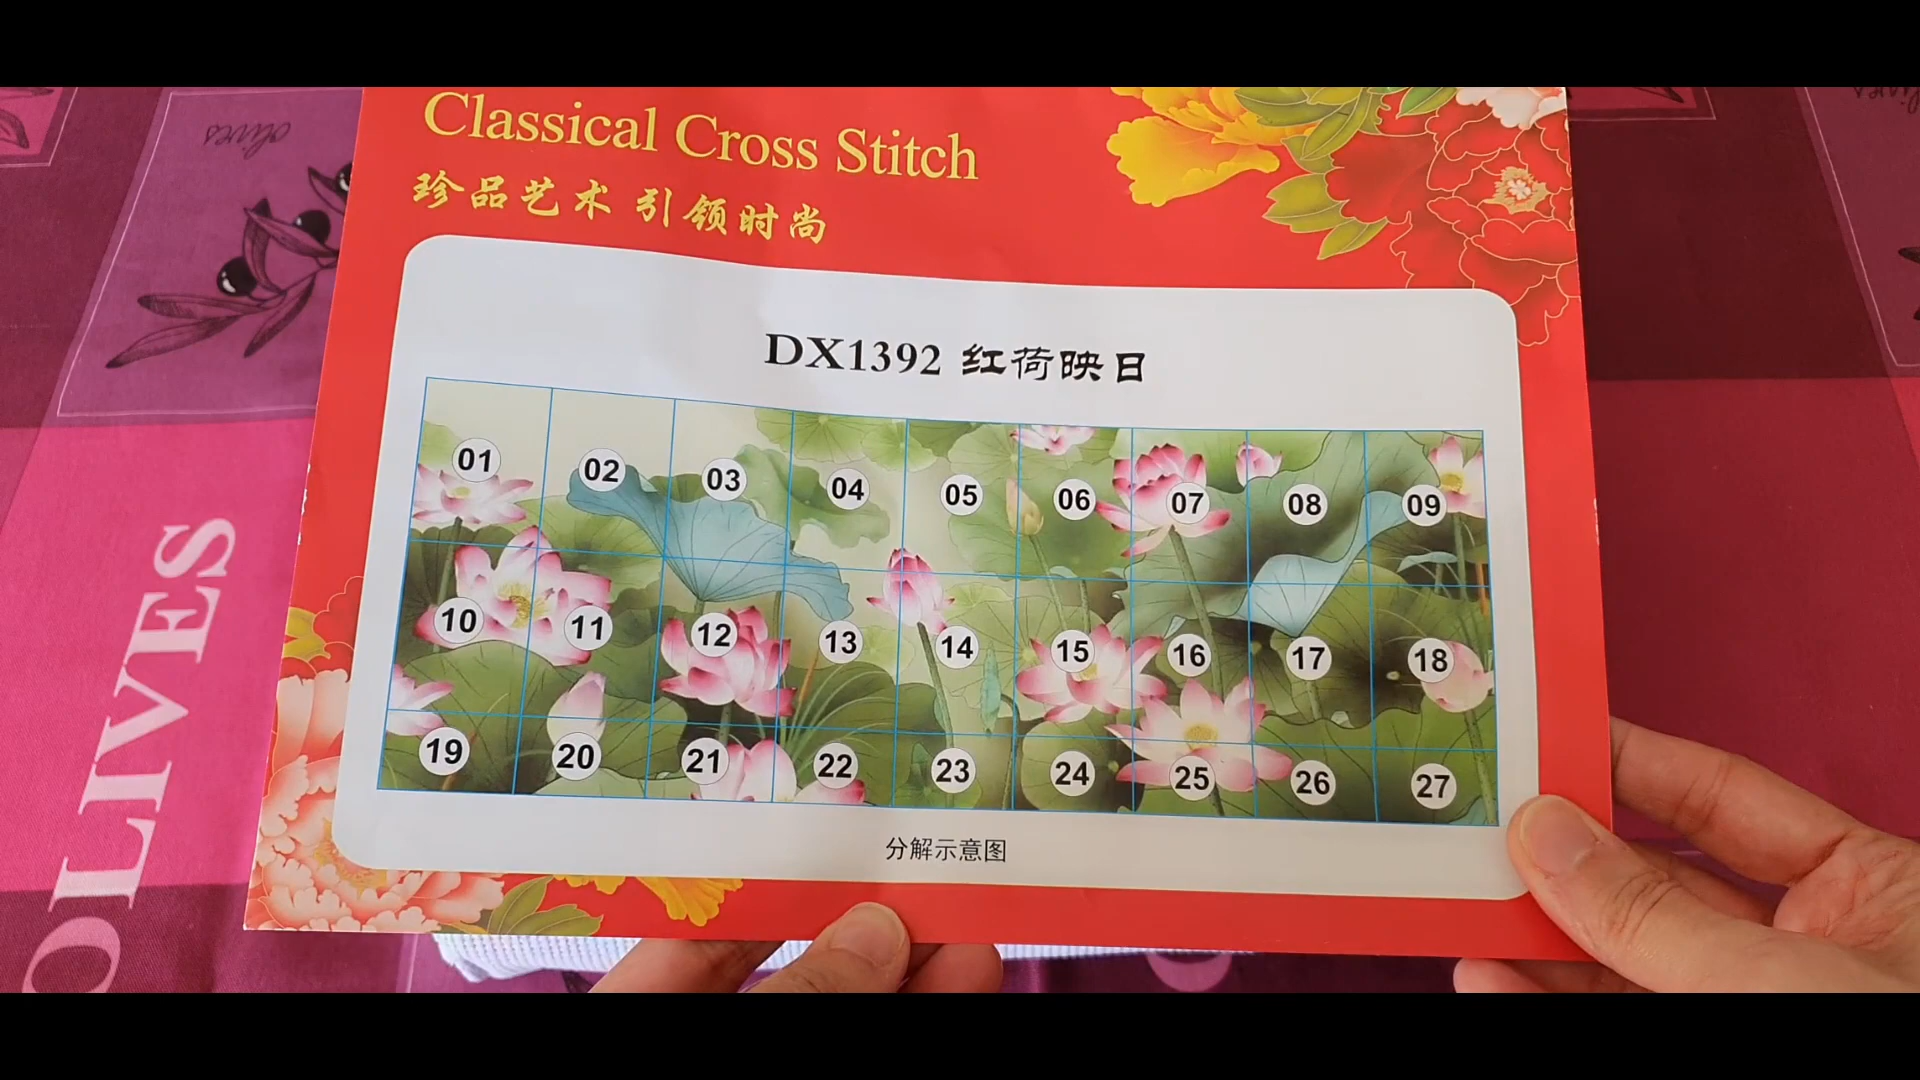 Classical Cross Stitch
珍品艺术 引领时尚
DX1392 红荷映日
01 02 03 04 05 06 07 08 09
10 11 12 13 14 15 16 17 18
19 20 21 22 23 24 25 26 27
分解示意图
OLIVES
olives